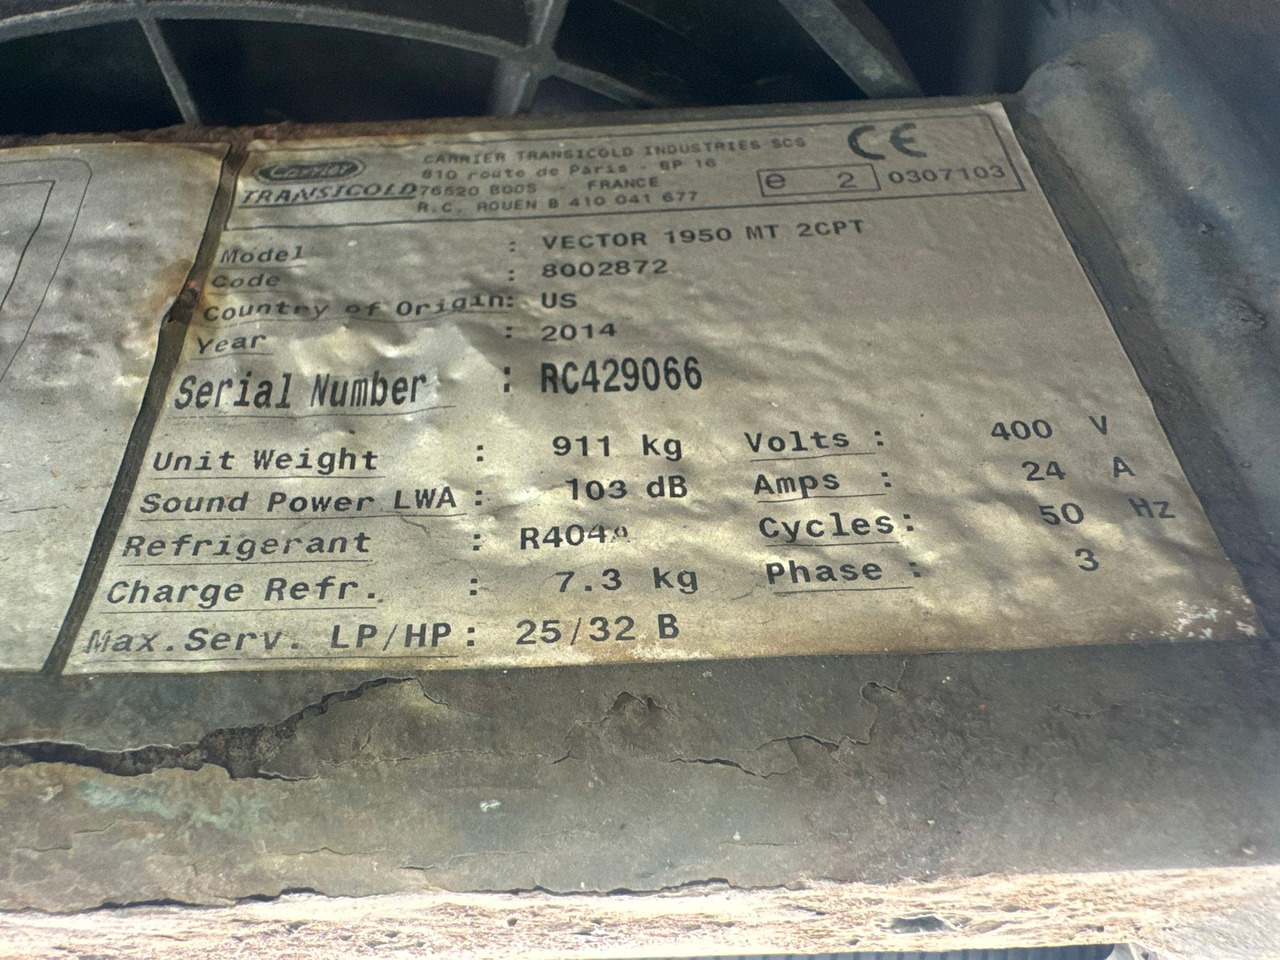 Carrier
TRANSICOLD
CARRIER TRANSICOLD INDUSTRIES SCS
810 route de Paris - BP 16
76520 BOOS - FRANCE
R.C. ROUEN B 410 041 677
CE
e 2 0307103
Model : VECTOR 1950 MT 2CPT
Code : 8002872
Country of Origin: US
Year : 2014
Serial Number : RC429066
Unit Weight : 911 kg Volts : 400 V
Sound Power LWA : 103 dB Amps : 24 A
Refrigerant : R404 Cycles: 50 Hz
Charge Refr. : 7.3 kg Phase : 3
Max.Serv. LP/HP: 25/32 B